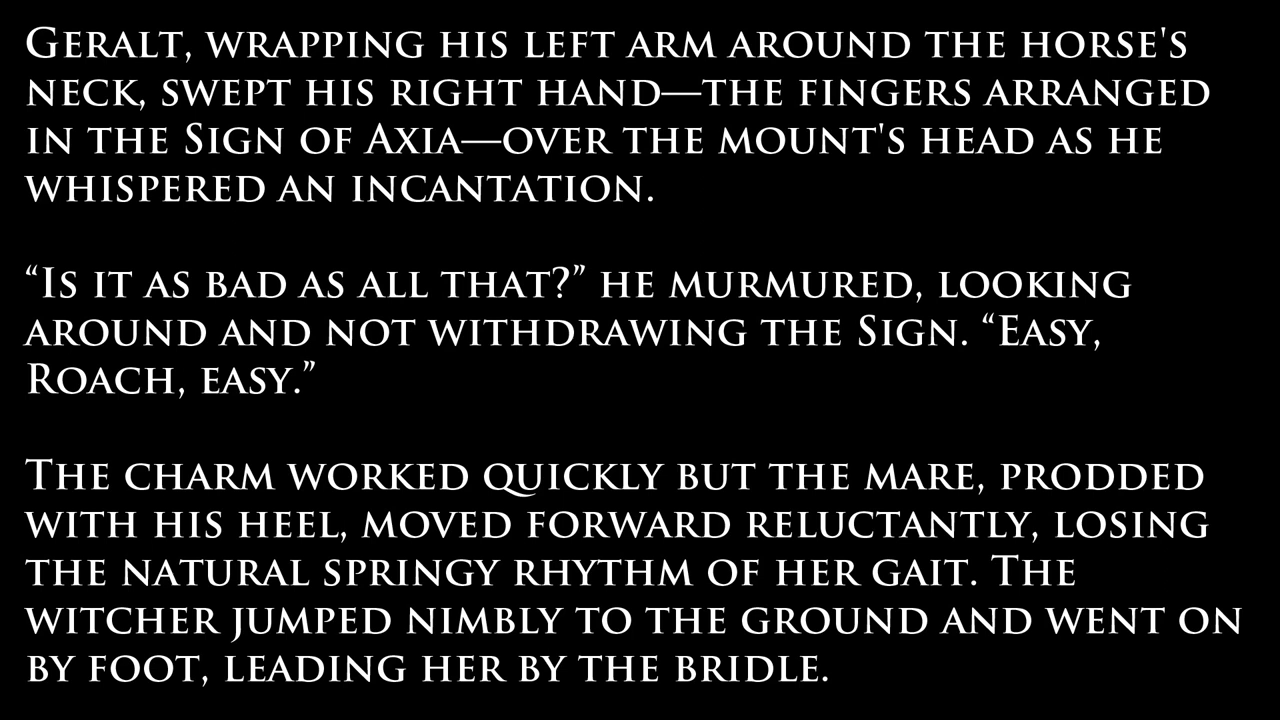 Geralt, wrapping his left arm around the horse's
neck, swept his right hand—the fingers arranged
in the Sign of Axia—over the mount's head as he
whispered an incantation.
“Is it as bad as all that?” he murmured, looking
around and not withdrawing the Sign. “Easy,
Roach, easy.”
The charm worked quickly but the mare, prodded
with his heel, moved forward reluctantly, losing
the natural springy rhythm of her gait. The
witcher jumped nimbly to the ground and went on
by foot, leading her by the bridle.